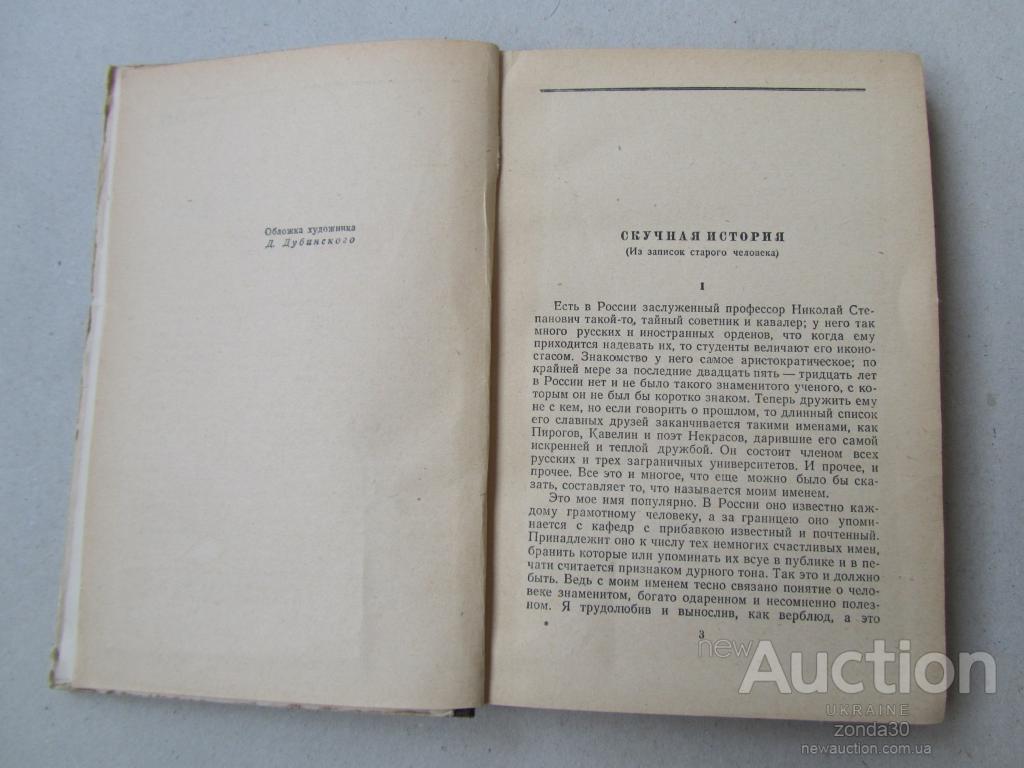 Обложка художника
Д. Дубинского
СКУЧНАЯ ИСТОРИЯ
(Из записок старого человека)
I
Есть в России заслуженный профессор Николай Сте-
панович такой-то, тайный советник и кавалер; у него так
много русских и иностранных орденов, что когда ему
приходится надевать их, то студенты величают его иконо-
стасом. Знакомство у него самое аристократическое; по
крайней мере за последние двадцать пять — тридцать лет
в России нет и не было такого знаменитого ученого, с ко-
торым он не был бы коротко знаком. Теперь дружить ему
не с кем, но если говорить о прошлом, то длинный список
его славных друзей заканчивается такими именами, как
Пирогов, Кавелин и поэт Некрасов, дарившие его самой
искренней и теплой дружбой. Он состоит членом всех
русских и трех заграничных университетов. И прочее, и
прочее. Все это и многое, что еще можно было бы ска-
зать, составляет то, что называется моим именем.
Это мое имя популярно. В России оно известно каж-
дому грамотному человеку, а за границею оно упоми-
нается с кафедр с прибавкою известный и почтенный.
Принадлежит оно к числу тех немногих счастливых имен,
бранить которые или упоминать их всуе в публике и в пе-
чати считается признаком дурного тона. Так это и должно
быть. Ведь с моим именем тесно связано понятие о чело-
веке знаменитом, богато одаренном и несомненно полез-
ном. Я трудолюбив и вынослив, как верблюд, а это
*
3
new Auction
UKRAINE
zonda30
newauction.com.ua